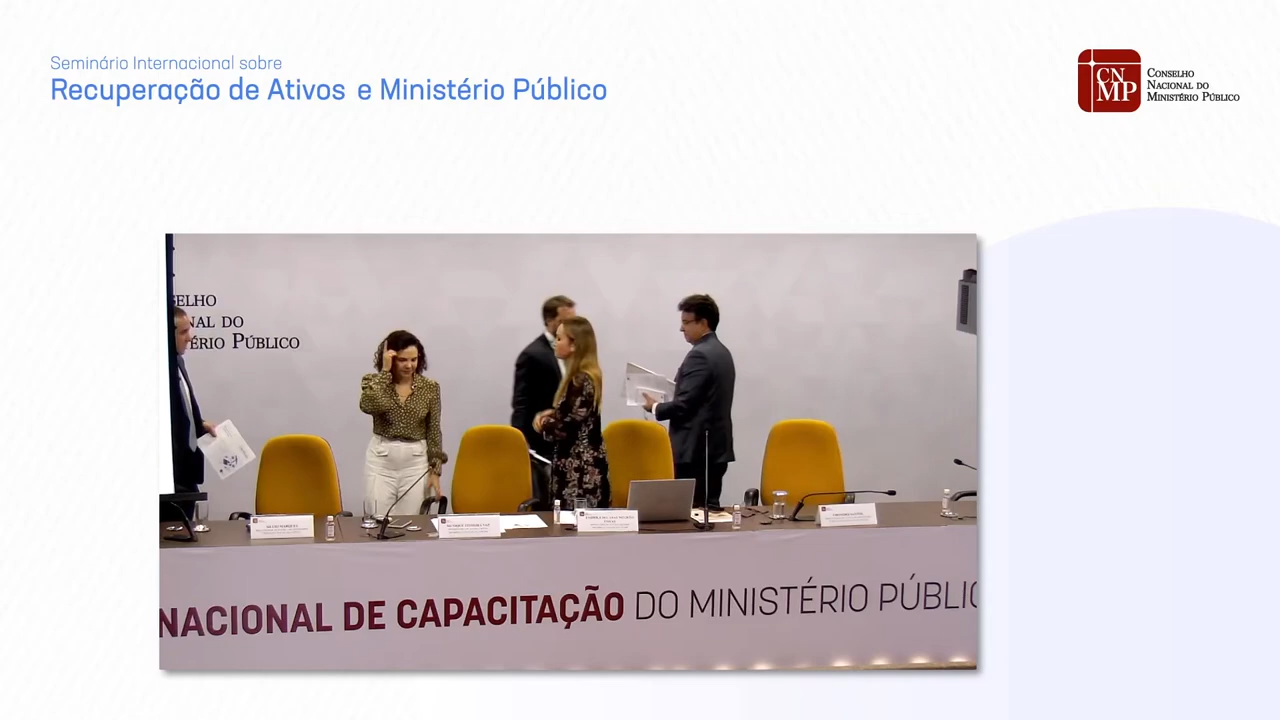 Seminário Internacional sobre
Recuperação de Ativos e Ministério Público
CN
MP
CONSELHO
NACIONAL DO
MINISTÉRIO PÚBLICO
SELHO
NAL DO
ÉRIO PÚBLICO
NACIONAL DE CAPACITAÇÃO DO MINISTÉRIO PÚBLIC